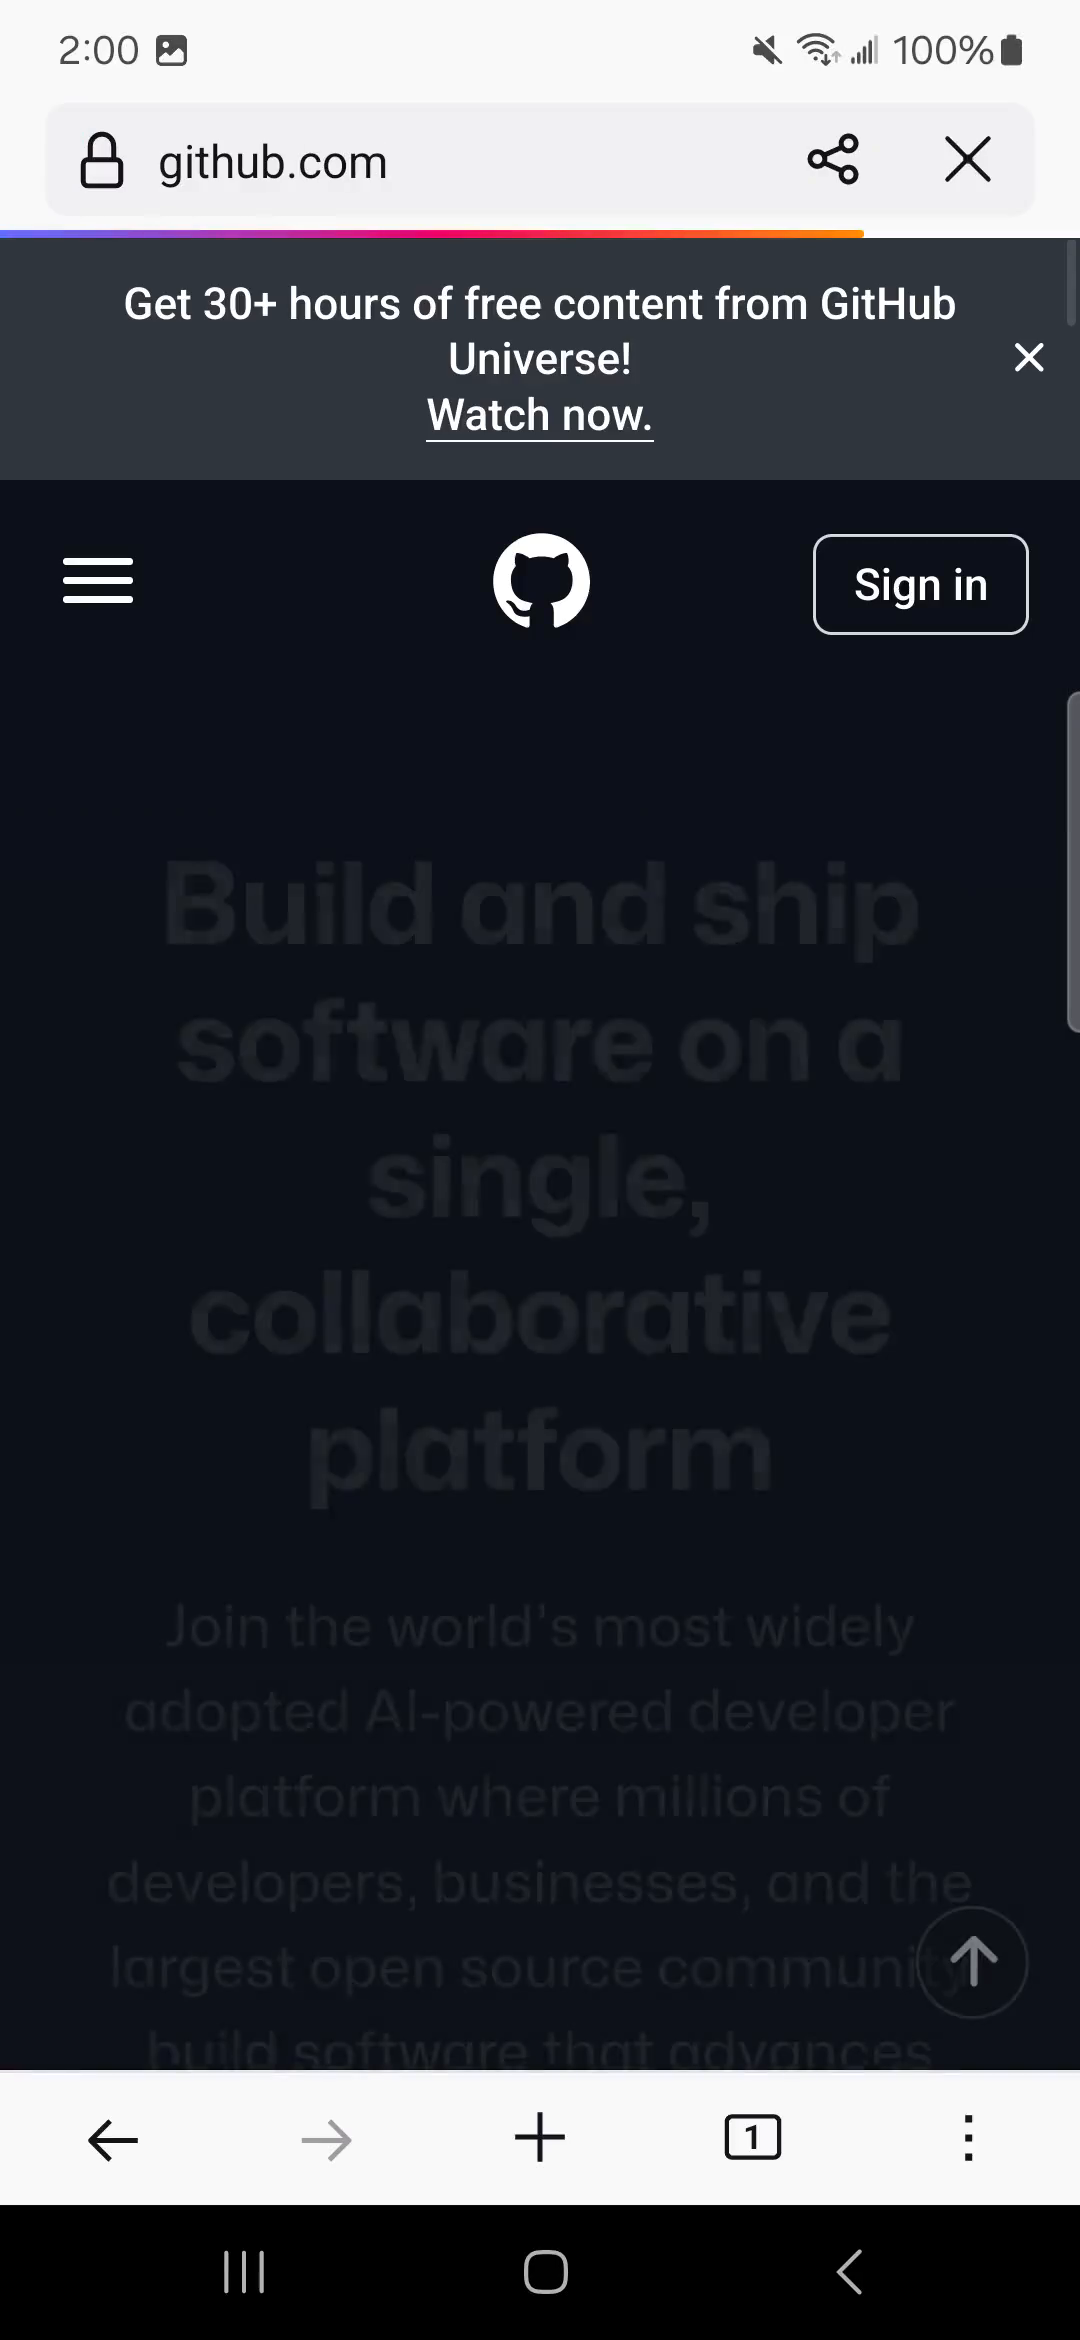 2:00
100%
github.com
Get 30+ hours of free content from GitHub
Universe!
Watch now.
Sign in
Build and ship
software on a
single,
collaborative
platform
Join the world's most widely
adopted AI-powered developer
platform where millions of
developers, businesses, and the
largest open source community
build software that advances
1